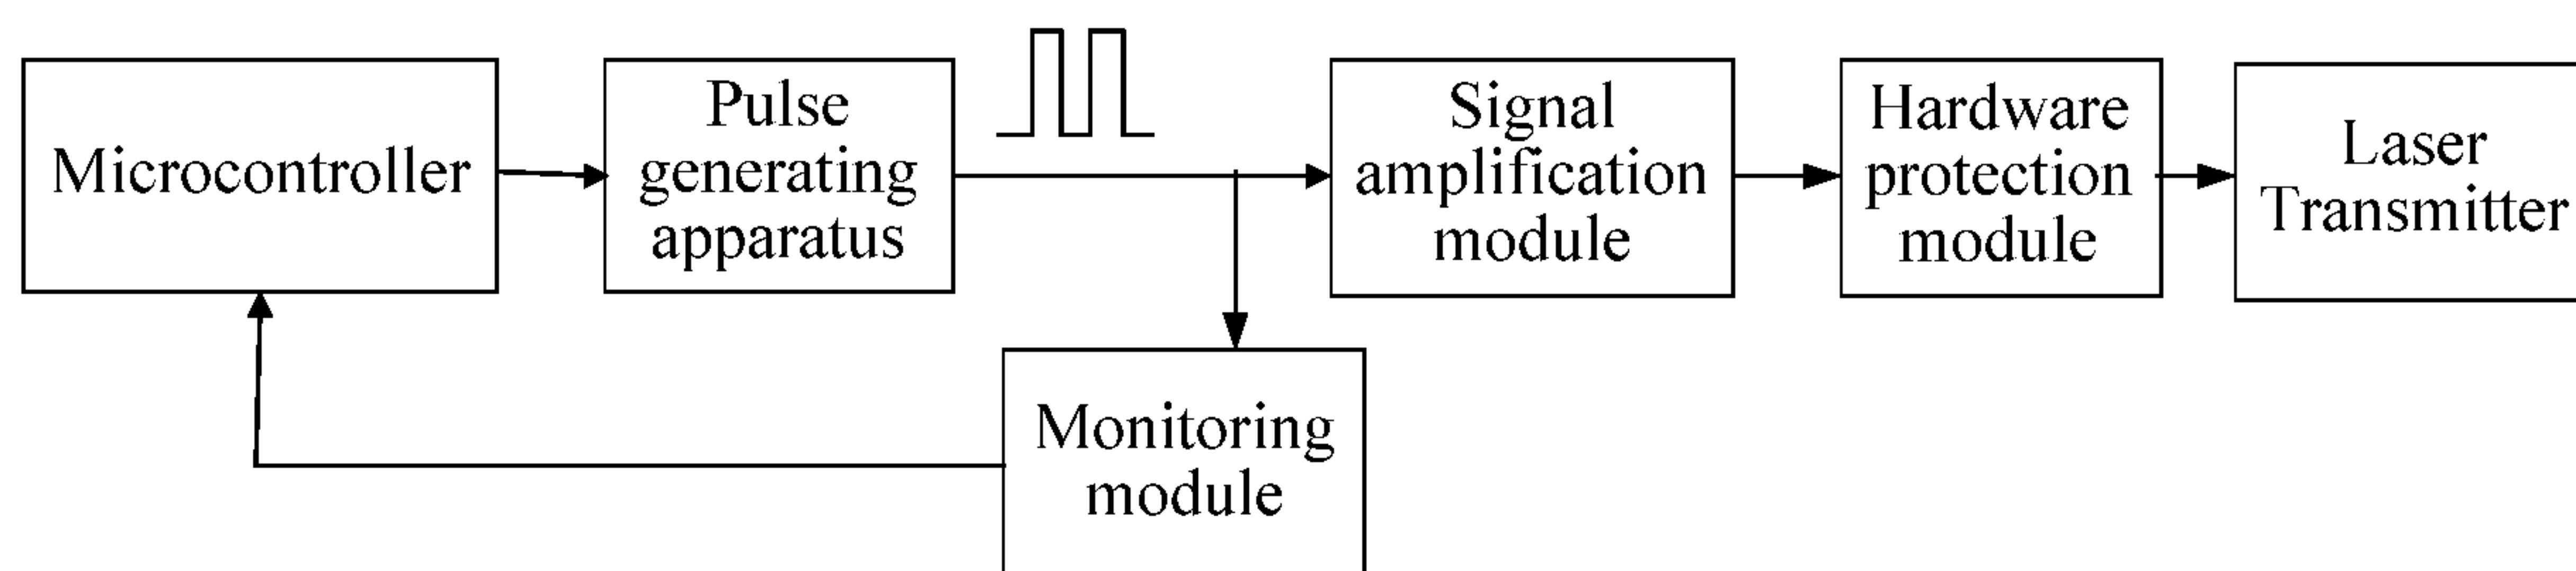 Microcontroller
Pulse
generating
apparatus
Signal
amplification
module
Hardware
protection
module
Laser
Transmitter
Monitoring
module